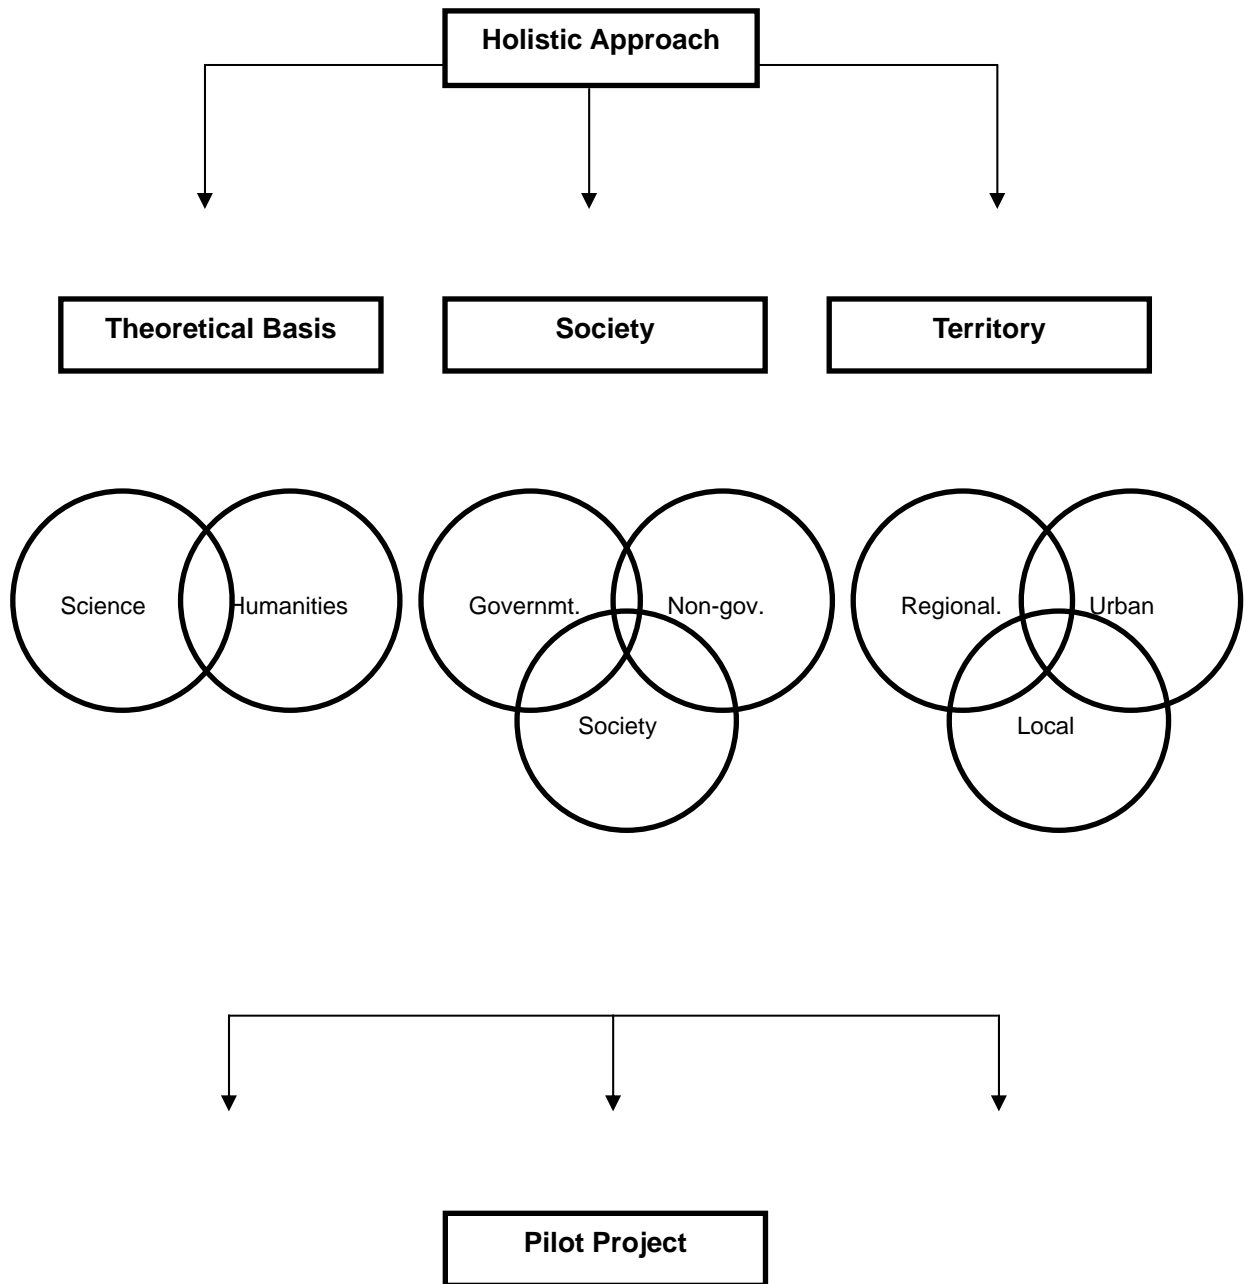 Holistic Approach
Theoretical Basis
Society
Territory
Science
Humanities
Governmt.
Non-gov.
Society
Regional.
Urban
Local
Pilot Project